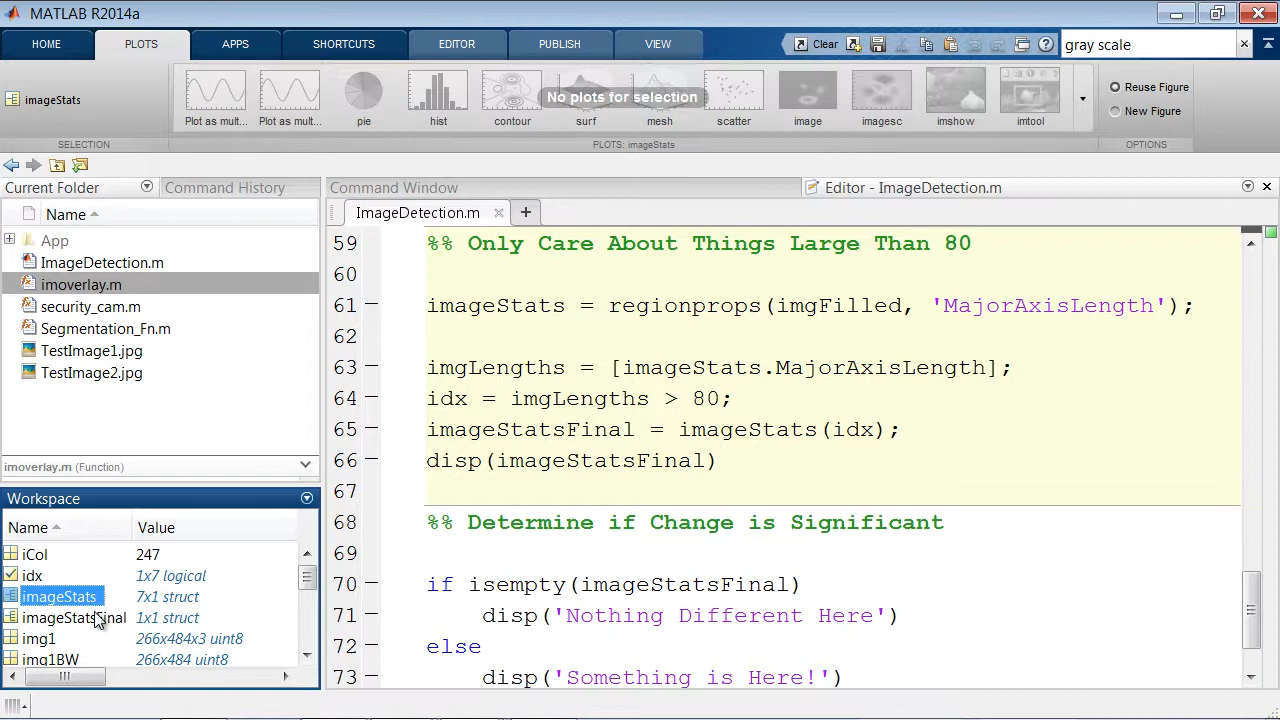 MATLAB R2014a
HOME PLOTS APPS SHORTCUTS EDITOR PUBLISH VIEW Clear gray scale
imageStats
Plot as mult... Plot as mult... pie hist contour surf mesh scatter image imagesc imshow imtool
No plots for selection
Reuse Figure
New Figure
SELECTION PLOTS: imageStats OPTIONS
Current Folder Command History
Name
App
ImageDetection.m
imoverlay.m
security_cam.m
Segmentation_Fn.m
TestImage1.jpg
TestImage2.jpg
imoverlay.m (Function)
Workspace
Name Value
iCol 247
idx 1x7 logical
imageStats 7x1 struct
imageStatsFinal 1x1 struct
img1 266x484x3 uint8
img1BW 266x484 uint8
Command Window Editor - ImageDetection.m
ImageDetection.m
59 %% Only Care About Things Large Than 80
60
61 imageStats = regionprops(imgFilled, 'MajorAxisLength');
62
63 imgLengths = [imageStats.MajorAxisLength];
64 idx = imgLengths > 80;
65 imageStatsFinal = imageStats(idx);
66 disp(imageStatsFinal)
67
68 %% Determine if Change is Significant
69
70 if isempty(imageStatsFinal)
71 disp('Nothing Different Here')
72 else
73 disp('Something is Here!')